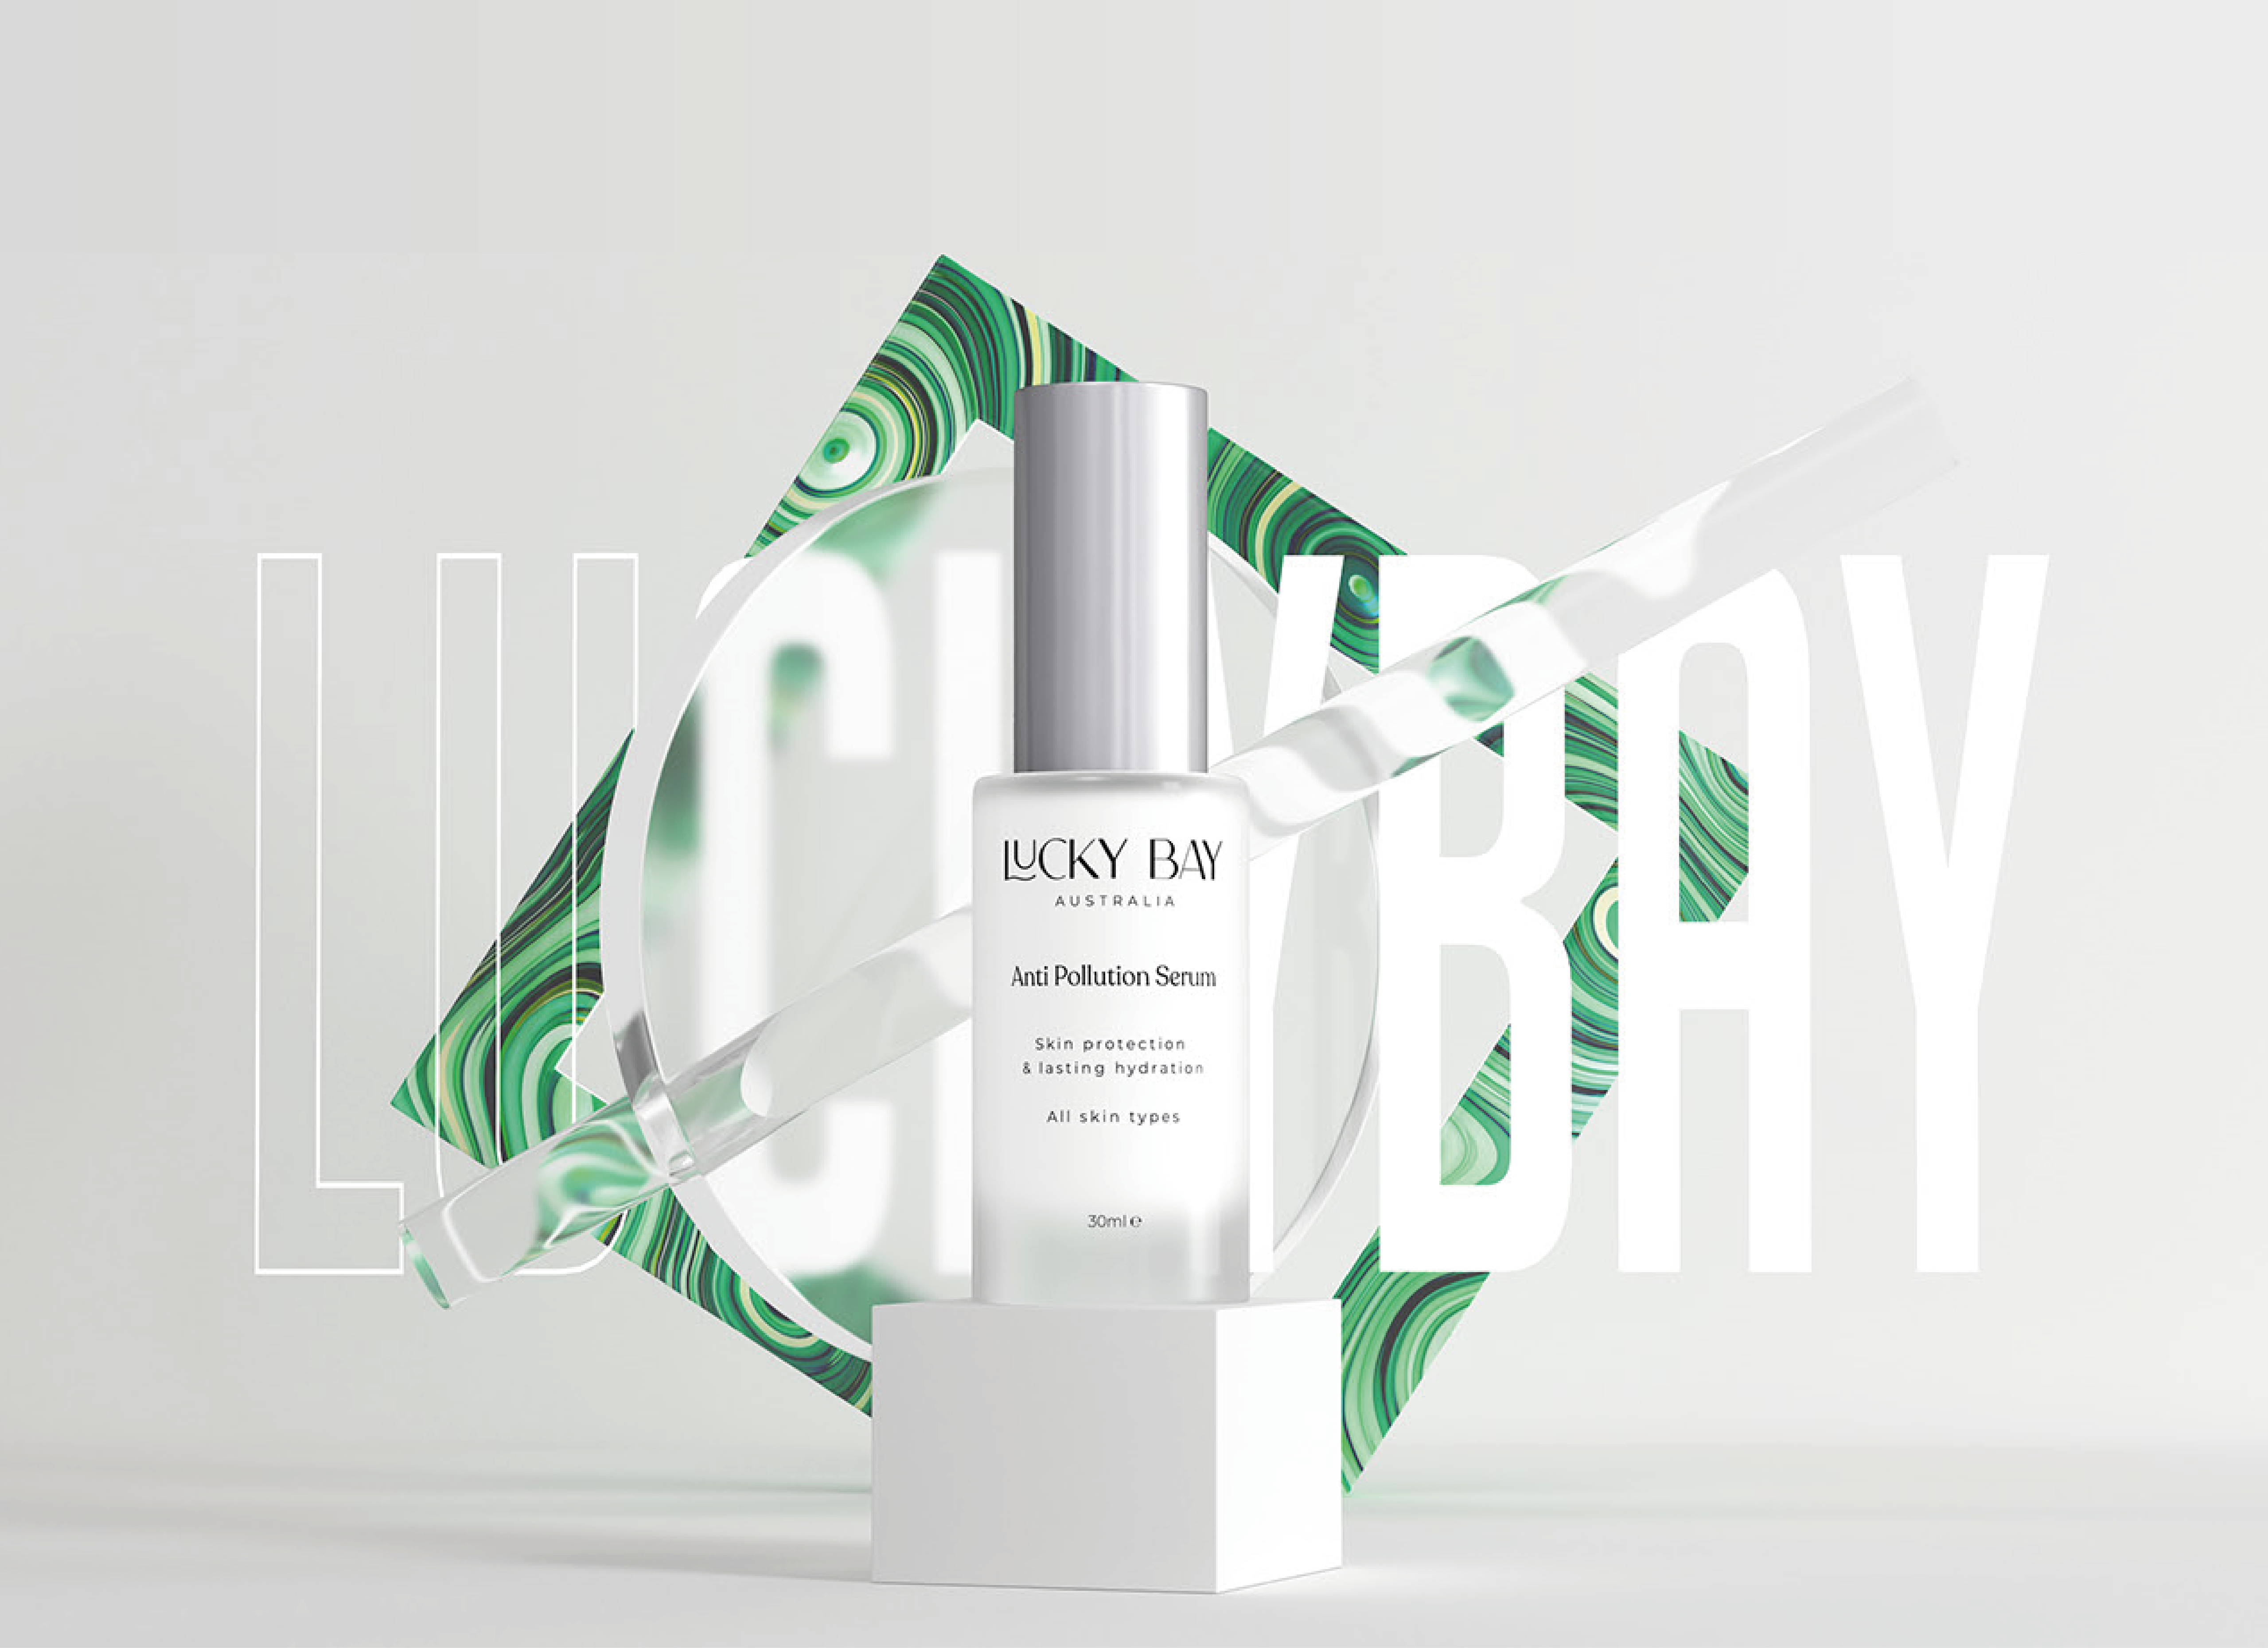 LUCKY BAY
LUCKY BAY
AUSTRALIA
Anti Pollution Serum
Skin protection
& lasting hydration
All skin types
30ml ℮